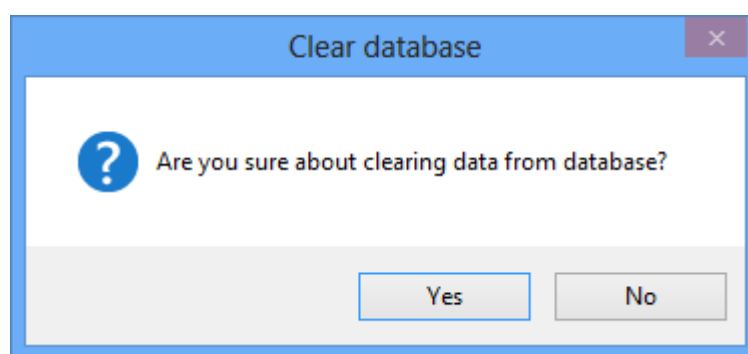 Clear database
Are you sure about clearing data from database?
Yes
No